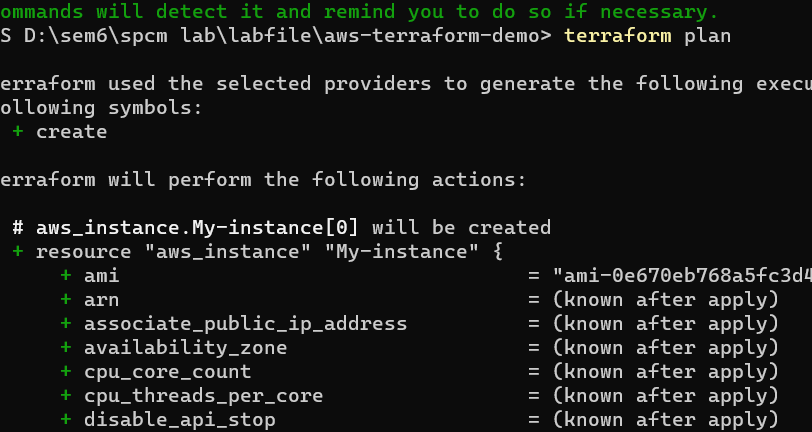 ommands will detect it and remind you to do so if necessary.
S D:\sem6\spcm lab\labfile\aws-terraform-demo> terraform plan
erraform used the selected providers to generate the following execu
ollowing symbols:
+ create
erraform will perform the following actions:
# aws_instance.My-instance[0] will be created
+ resource "aws_instance" "My-instance" {
+ ami = "ami-0e670eb768a5fc3d4
+ arn = (known after apply)
+ associate_public_ip_address = (known after apply)
+ availability_zone = (known after apply)
+ cpu_core_count = (known after apply)
+ cpu_threads_per_core = (known after apply)
+ disable_api_stop = (known after apply)